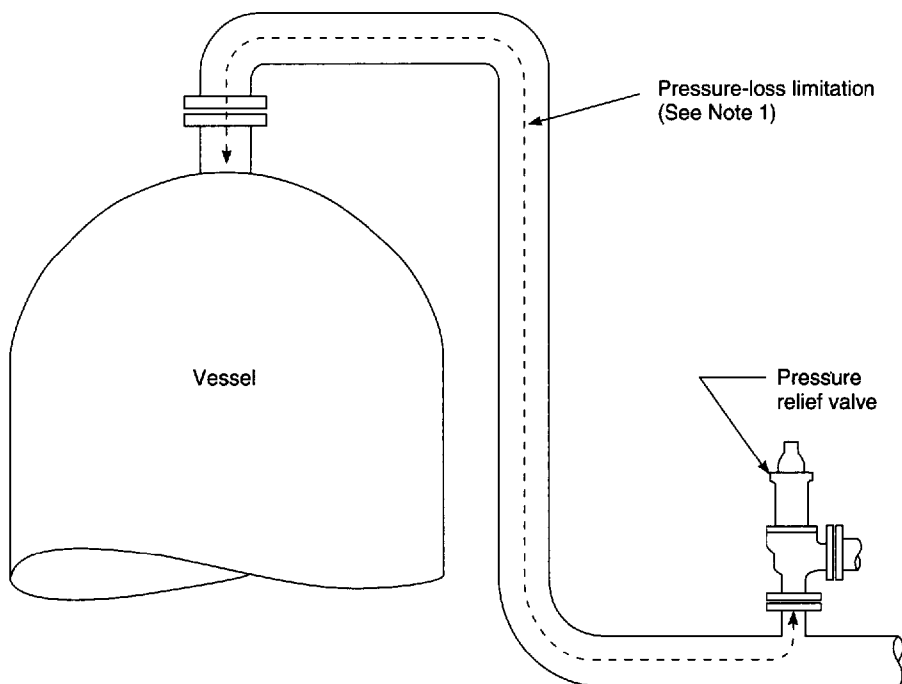 Pressure-loss limitation
(See Note 1)
Vessel
Pressure
relief valve